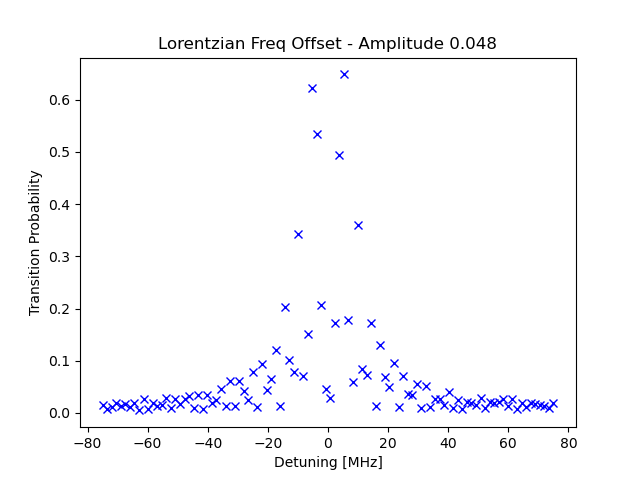 Lorentzian Freq Offset - Amplitude 0.048
Transition Probability
0.6
0.5
0.4
0.3
0.2
0.1
0.0
−80 −60 −40 −20 0 20 40 60 80
Detuning [MHz]